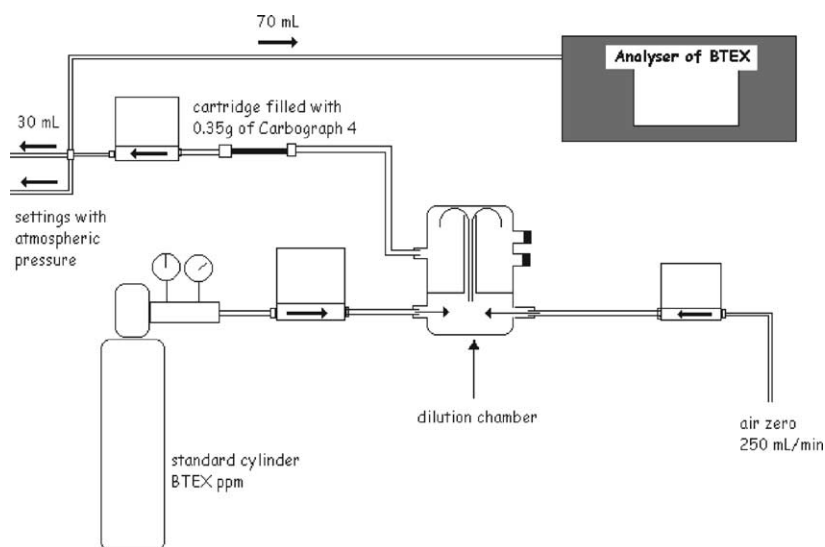 70 mL
Analyser of BTEX
cartridge filled with
0.35g of Carbograph 4
30 mL
settings with
atmospheric
pressure
dilution chamber
air zero
250 mL/min
standard cylinder
BTEX ppm